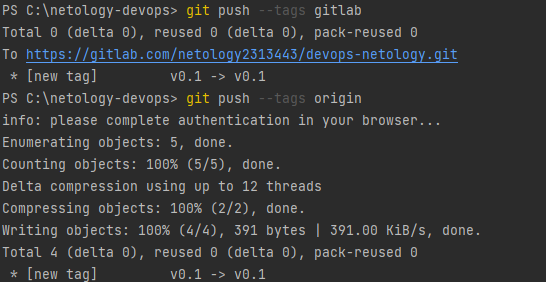 PS C:\netology-devops> git push --tags gitlab
Total 0 (delta 0), reused 0 (delta 0), pack-reused 0
To https://gitlab.com/netology2313443/devops-netology.git
 * [new tag]         v0.1 -> v0.1
PS C:\netology-devops> git push --tags origin
info: please complete authentication in your browser...
Enumerating objects: 5, done.
Counting objects: 100% (5/5), done.
Delta compression using up to 12 threads
Compressing objects: 100% (2/2), done.
Writing objects: 100% (4/4), 391 bytes | 391.00 KiB/s, done.
Total 4 (delta 0), reused 0 (delta 0), pack-reused 0
 * [new tag]         v0.1 -> v0.1